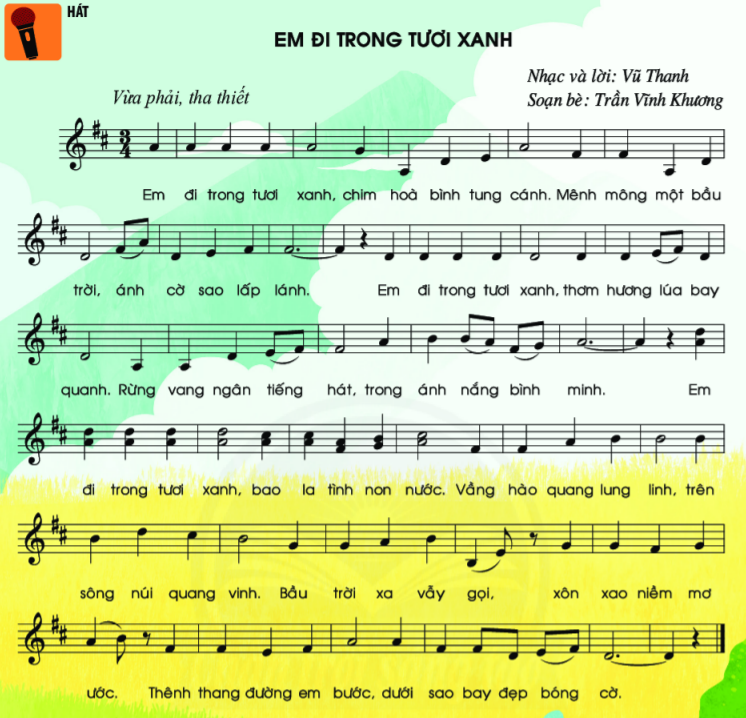 HÁT
EM ĐI TRONG TƯƠI XANH
Nhạc và lời: Vũ Thanh
Vừa phải, tha thiết
Soạn bè: Trần Vĩnh Khương
3
4
Em đi trong tươi xanh, chim hoà bình tung cánh. Mênh mông một bầu
trời, ánh cờ sao lấp lánh. Em đi trong tươi xanh, thơm hương lúa bay
quanh. Rừng vang ngân tiếng hát, trong ánh nắng bình minh. Em
đi trong tươi xanh, bao la tình non nước. Vầng hào quang lung linh, trên
sông núi quang vinh. Bầu trời xa vẫy gọi, xôn xao niềm mơ
ước. Thênh thang đường em bước, dưới sao bay đẹp bóng cờ.